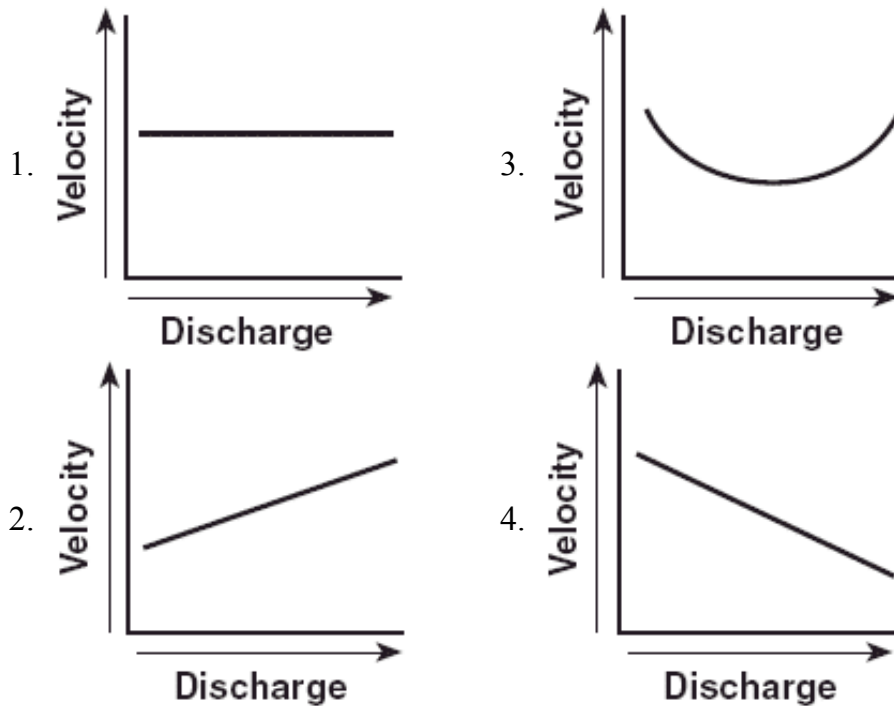 1.
Velocity
Discharge
3.
Velocity
Discharge
2.
Velocity
Discharge
4.
Velocity
Discharge